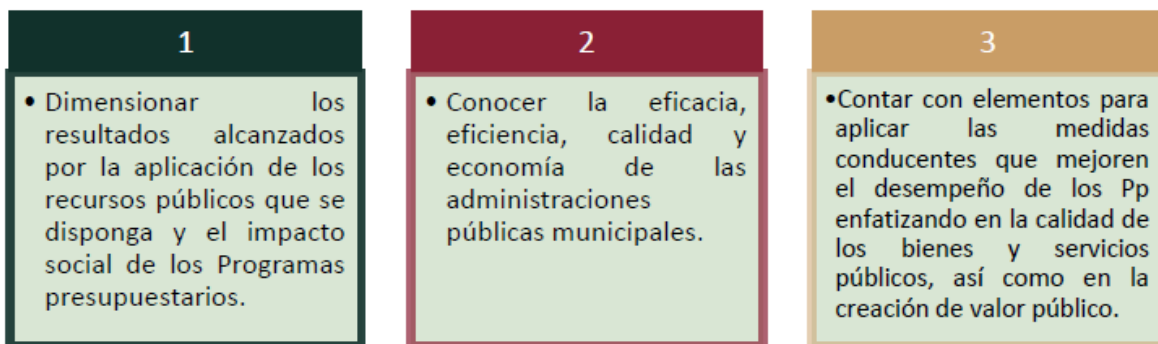 1
• Dimensionar los
resultados alcanzados
por la aplicación de los
recursos públicos que se
disponga y el impacto
social de los Programas
presupuestarios.
2
• Conocer la eficacia,
eficiencia, calidad y
economía de las
administraciones
públicas municipales.
3
•Contar con elementos para
aplicar las medidas
conducentes que mejoren
el desempeño de los Pp
enfatizando en la calidad de
los bienes y servicios
públicos, así como en la
creación de valor público.